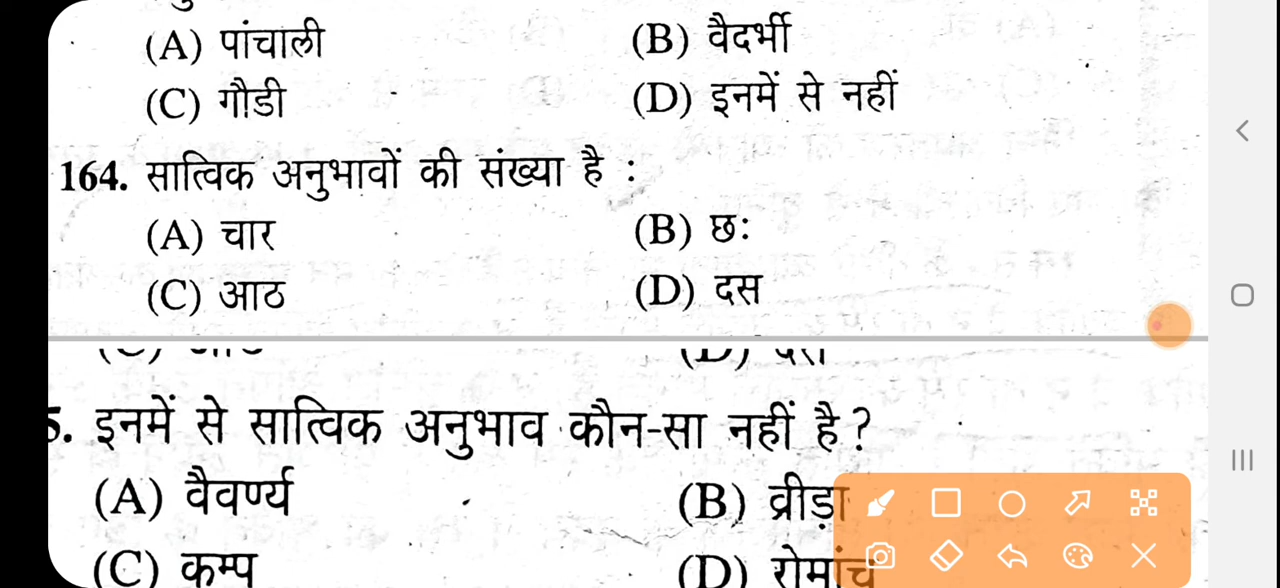 (A) पांचाली (B) वैदर्भी
(C) गौडी (D) इनमें से नहीं
164. सात्विक अनुभावों की संख्या है :
(A) चार (B) छः
(C) आठ (D) दस
5. इनमें से सात्विक अनुभाव कौन-सा नहीं है?
(A) वैवर्ण्य (B) व्रीड़ा
(C) कम्प (D) रोमांच